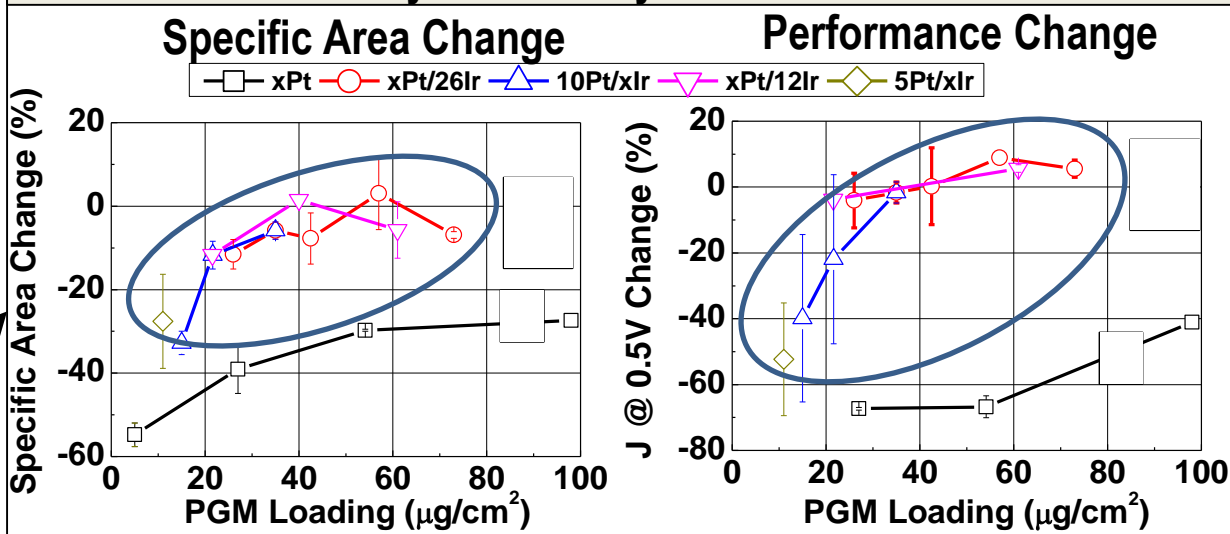 Specific Area Change
Performance Change
xPt
xPt/26Ir
10Pt/xIr
xPt/12Ir
5Pt/xIr
Specific Area Change (%)
20
0
-20
-40
-60
0
20
40
60
80
100
PGM Loading (μg/cm²)
J @ 0.5V Change (%)
20
0
-20
-40
-60
-80
0
20
40
60
80
100
PGM Loading (μg/cm²)